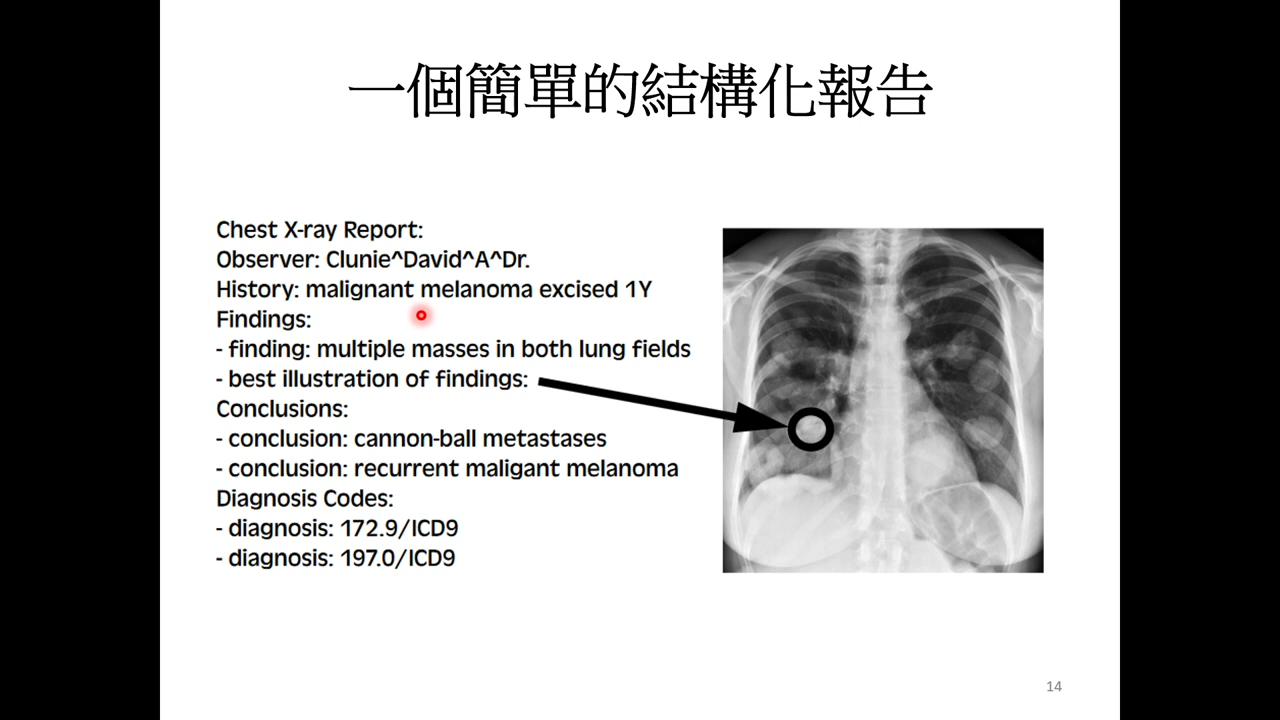 一個簡單的結構化報告
Chest X-ray Report:
Observer: Clunie^David^A^Dr.
History: malignant melanoma excised 1Y
Findings:
- finding: multiple masses in both lung fields
- best illustration of findings:
Conclusions:
- conclusion: cannon-ball metastases
- conclusion: recurrent maligant melanoma
Diagnosis Codes:
- diagnosis: 172.9/ICD9
- diagnosis: 197.0/ICD9
14